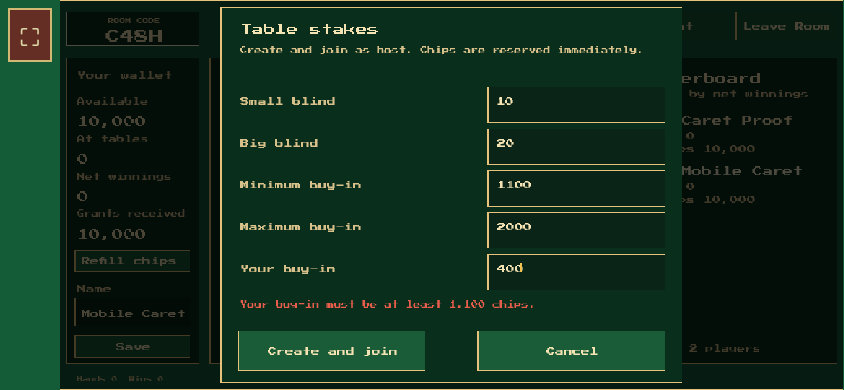 ROOM CODE
C4SH
Leave Room
Your wallet
Available
10,000
At tables
0
Net winnings
0
Grants received
10,000
Refill chips
Name
Mobile Caret
Save
Table stakes
Create and join as host. Chips are reserved immediately.
Small blind
10
Big blind
20
Minimum buy-in
1100
Maximum buy-in
2000
Your buy-in
400
Your buy-in must be at least 1,100 chips.
Create and join
Cancel
erboard
by net winnings
Caret Proof
0
10,000
Mobile Caret
0
10,000
2 players